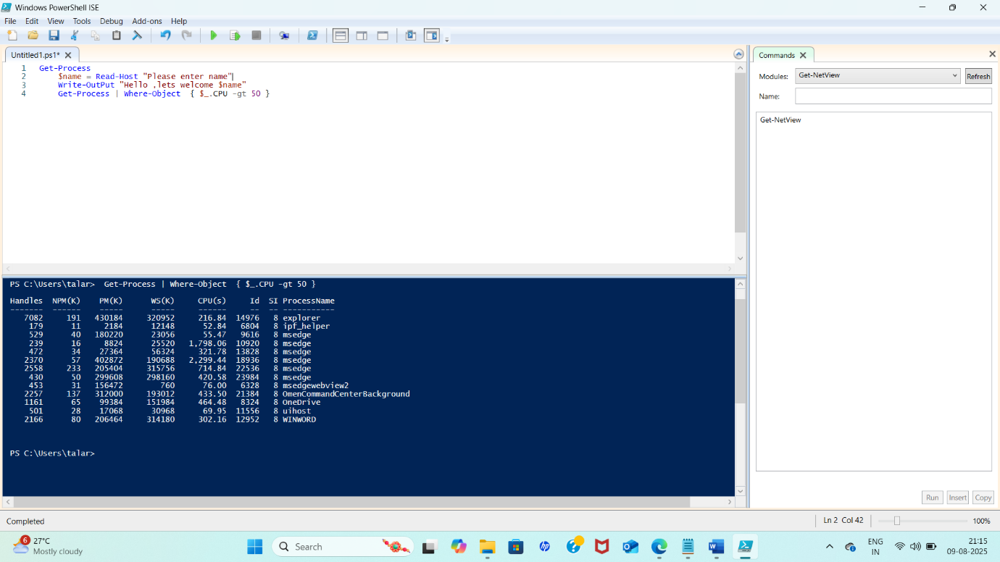 Windows PowerShell ISE
File Edit View Tools Debug Add-ons Help
Untitled1.ps1*
1 Get-Process
2 $name = Read-Host "Please enter name"
3 Write-OutPut "Hello ,lets welcome $name"
4 Get-Process | Where-Object { $_.CPU -gt 50 }
PS C:\Users\talar> Get-Process | Where-Object { $_.CPU -gt 50 }
Handles NPM(K) PM(K) WS(K) CPU(s) Id SI ProcessName
------- ------ ----- ----- ------ -- -- -----------
7082 191 430184 320952 216.84 14976 8 explorer
179 11 2184 12148 52.84 6804 8 ipf_helper
529 40 180220 23056 55.47 9616 8 msedge
239 16 8824 25520 1,798.06 10920 8 msedge
472 34 27364 56324 321.78 13828 8 msedge
2370 57 402872 190688 2,299.44 18936 8 msedge
2558 233 205404 315756 714.84 22536 8 msedge
430 50 299608 298160 420.58 23984 8 msedge
453 31 156472 760 76.00 6328 8 msedgewebview2
2257 137 312000 193012 433.50 21384 8 OmenCommandCenterBackground
1161 65 99384 151984 464.48 8324 8 OneDrive
501 28 17068 30968 69.95 11556 8 uihost
2166 80 206464 314180 302.16 12952 8 WINWORD
PS C:\Users\talar>
Commands
Modules: Get-NetView Refresh
Name:
Get-NetView
Run Insert Copy
Completed
Ln 2 Col 42
100%
6
27°C
Mostly cloudy
Search
hp
ENG
IN
21:15
09-08-2025